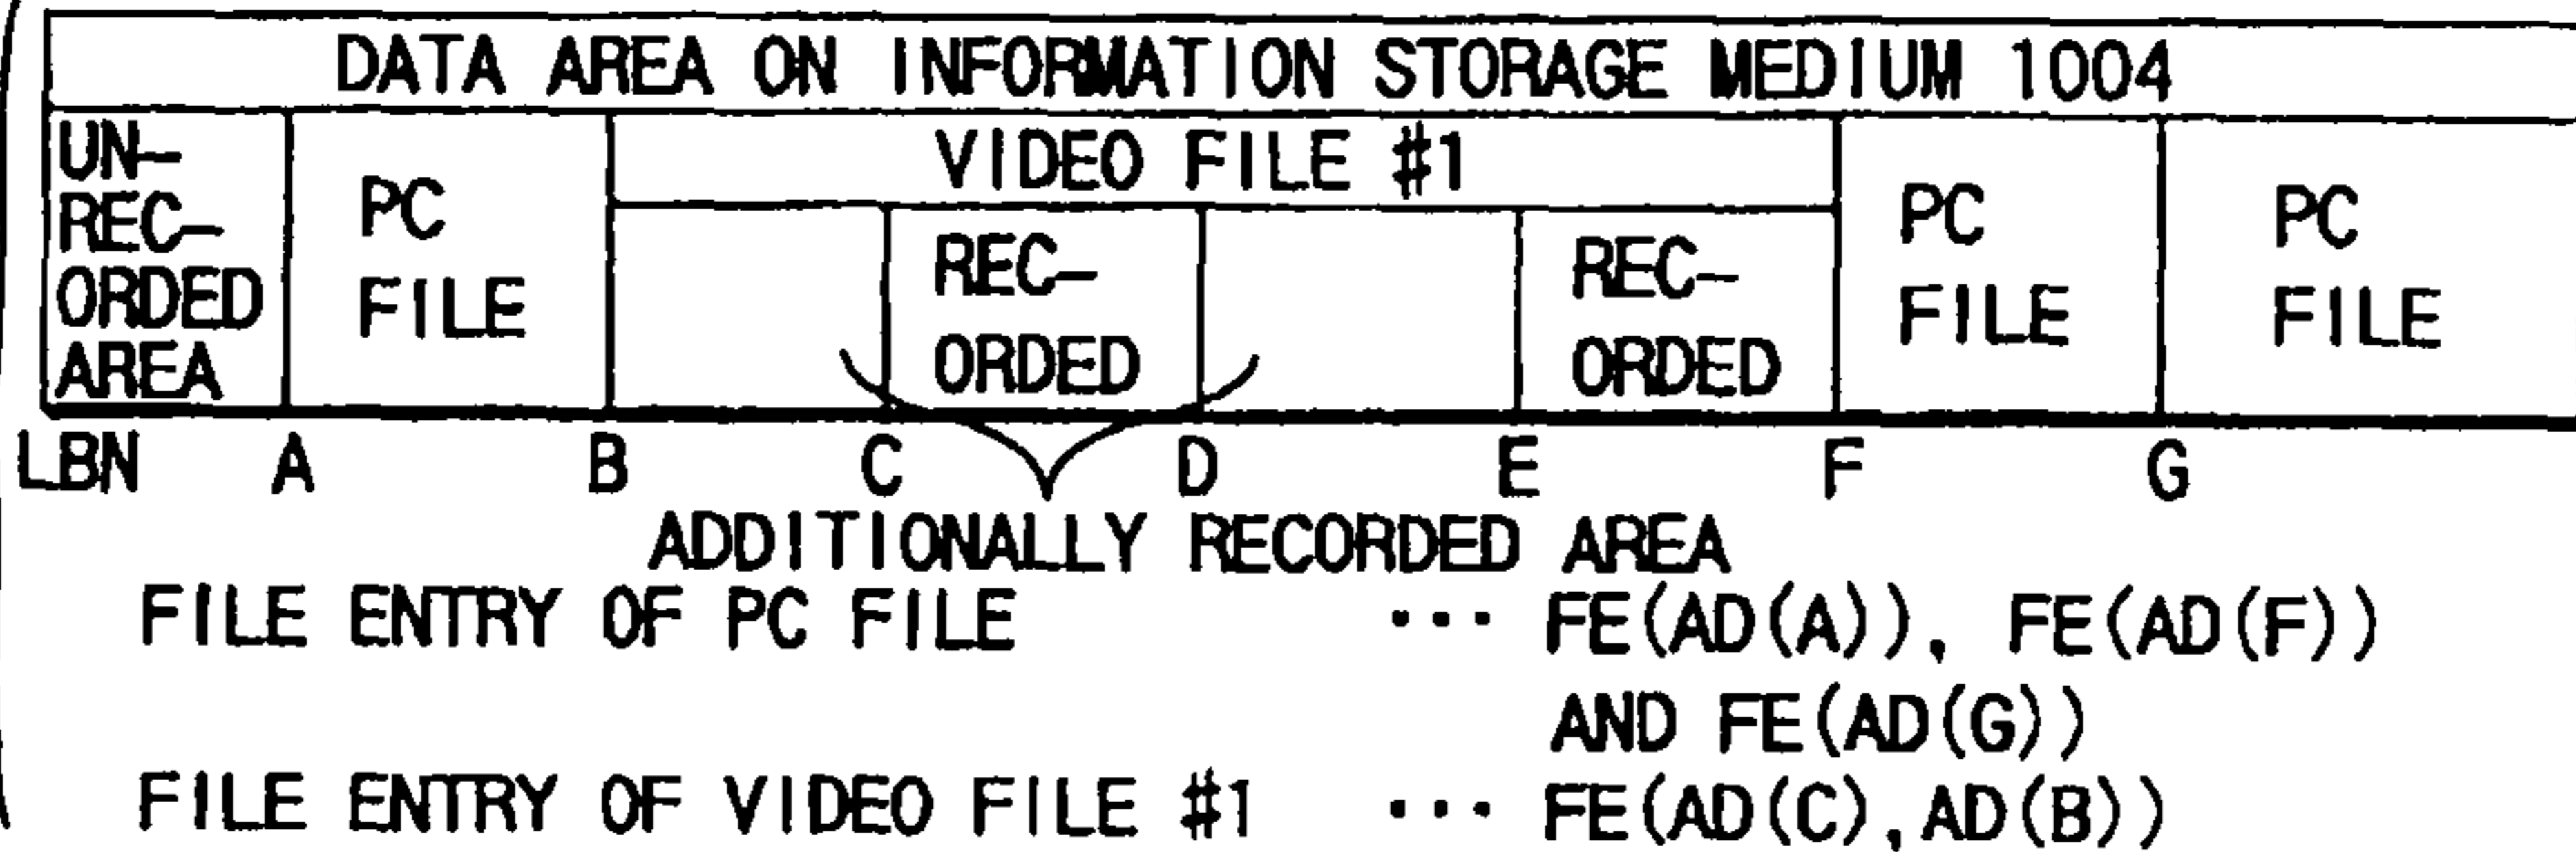 DATA AREA ON INFORMATION STORAGE MEDIUM 1004
UN-
REC-
ORDED
AREA
PC
FILE
VIDEO FILE #1
REC-
ORDED
REC-
ORDED
PC
FILE
PC
FILE
LBN A B C D E F G
ADDITIONALLY RECORDED AREA
FILE ENTRY OF PC FILE ··· FE(AD(A)), FE(AD(F))
AND FE(AD(G))
FILE ENTRY OF VIDEO FILE #1 ··· FE(AD(C),AD(B))